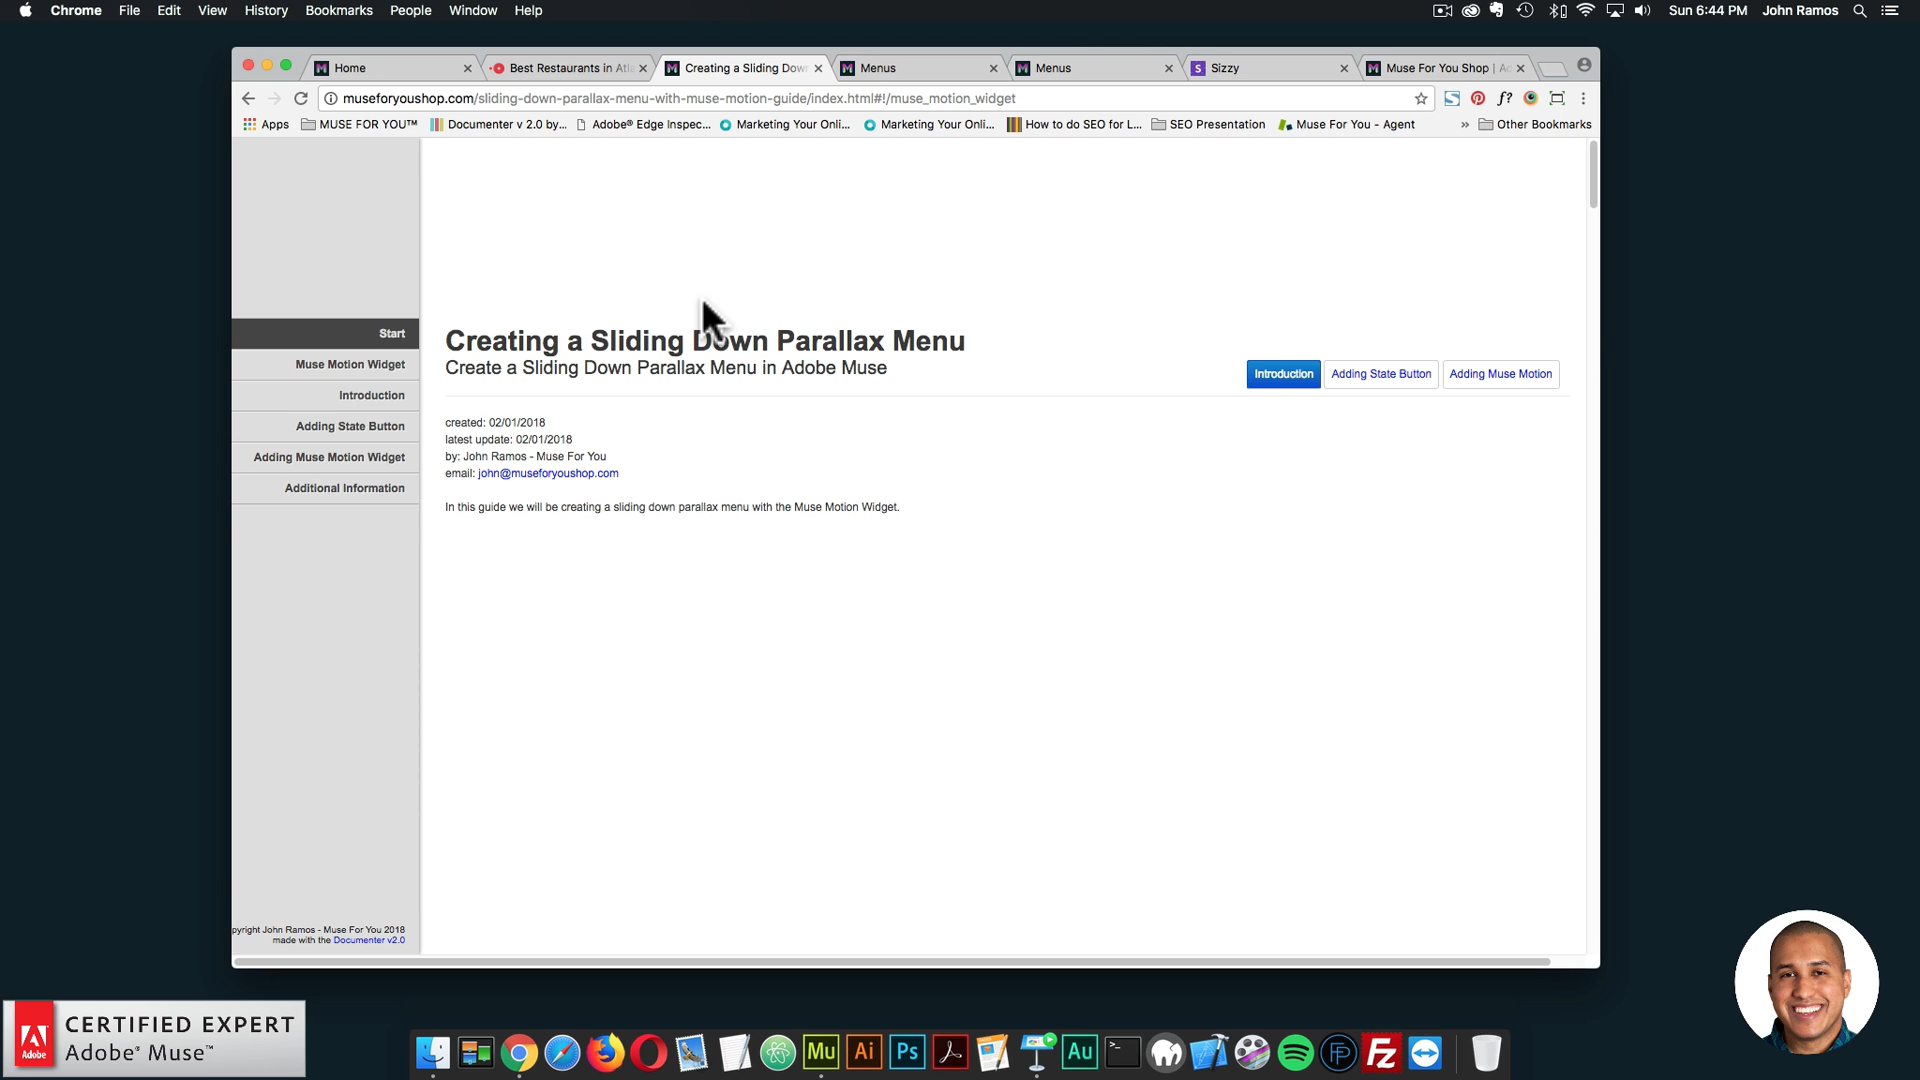 Chrome File Edit View History Bookmarks People Window Help
Sun 6:44 PM John Ramos
Home
Best Restaurants in Atla
Creating a Sliding Dow
Menus
Menus
S Sizzy
Muse For You Shop | Ad
museforyoushop.com/sliding-down-parallax-menu-with-muse-motion-guide/index.html#!/muse_motion_widget
f?
Apps MUSE FOR YOU™ Documenter v 2.0 by... Adobe® Edge Inspec... Marketing Your Onli... Marketing Your Onli... How to do SEO for L... SEO Presentation Muse For You - Agent » Other Bookmarks
Start
Muse Motion Widget
Introduction
Adding State Button
Adding Muse Motion Widget
Additional Information
Creating a Sliding Down Parallax Menu
Create a Sliding Down Parallax Menu in Adobe Muse
Introduction
Adding State Button
Adding Muse Motion
created: 02/01/2018
latest update: 02/01/2018
by: John Ramos - Muse For You
email: john@museforyoushop.com
In this guide we will be creating a sliding down parallax menu with the Muse Motion Widget.
pyright John Ramos - Muse For You 2018
made with the Documenter v2.0
Adobe
CERTIFIED EXPERT
Adobe® Muse™
Mu Ai Ps Au Fz